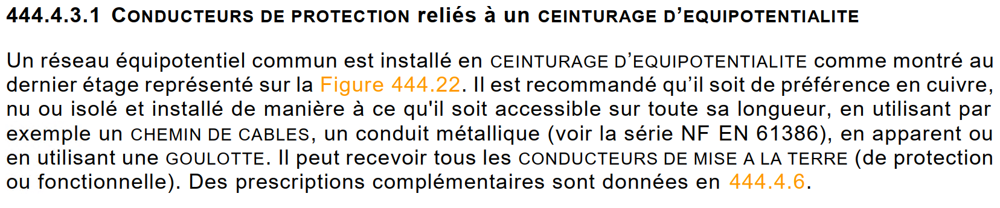 444.4.3.1 CONDUCTEURS DE PROTECTION reliés à un CEINTURAGE D’EQUIPOTENTIALITE
Un réseau équipotentiel commun est installé en CEINTURAGE D’EQUIPOTENTIALITE comme montré au
dernier étage représenté sur la Figure 444.22. Il est recommandé qu’il soit de préférence en cuivre,
nu ou isolé et installé de manière à ce qu'il soit accessible sur toute sa longueur, en utilisant par
exemple un CHEMIN DE CABLES, un conduit métallique (voir la série NF EN 61386), en apparent ou
en utilisant une GOULOTTE. Il peut recevoir tous les CONDUCTEURS DE MISE A LA TERRE (de protection
ou fonctionnelle). Des prescriptions complémentaires sont données en 444.4.6.